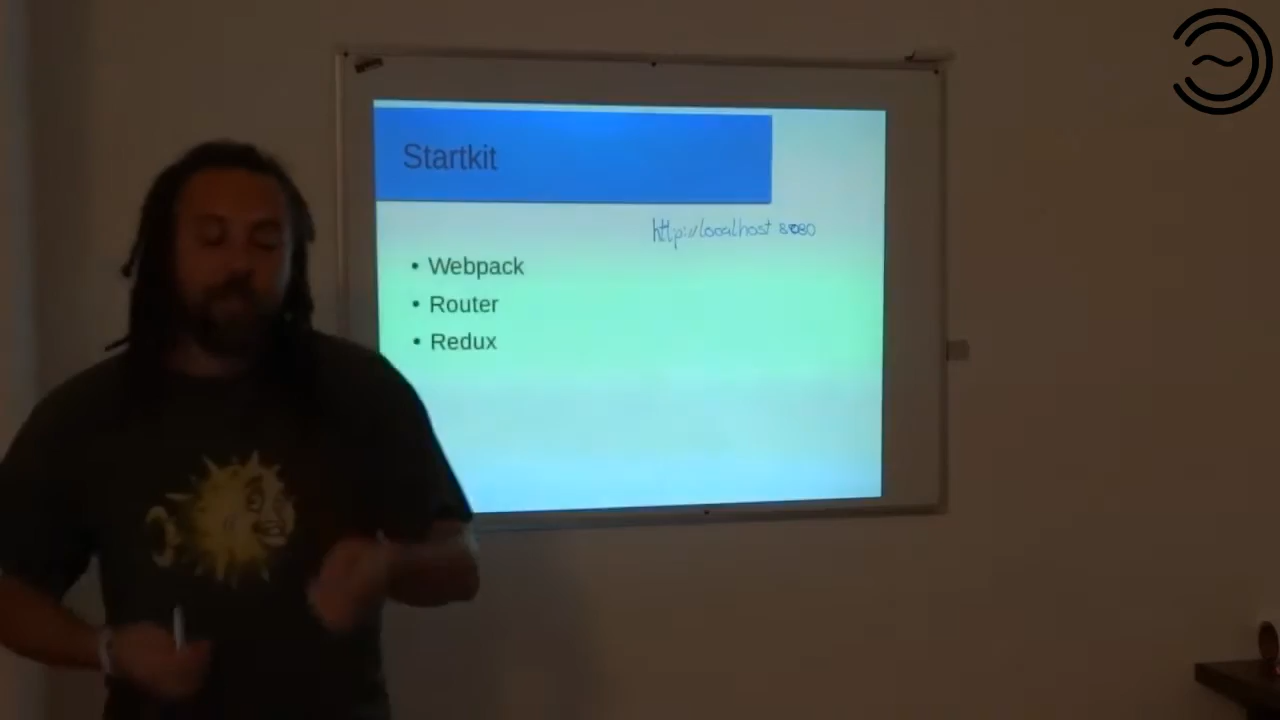 Startkit
http://localhost 8080
• Webpack
• Router
• Redux